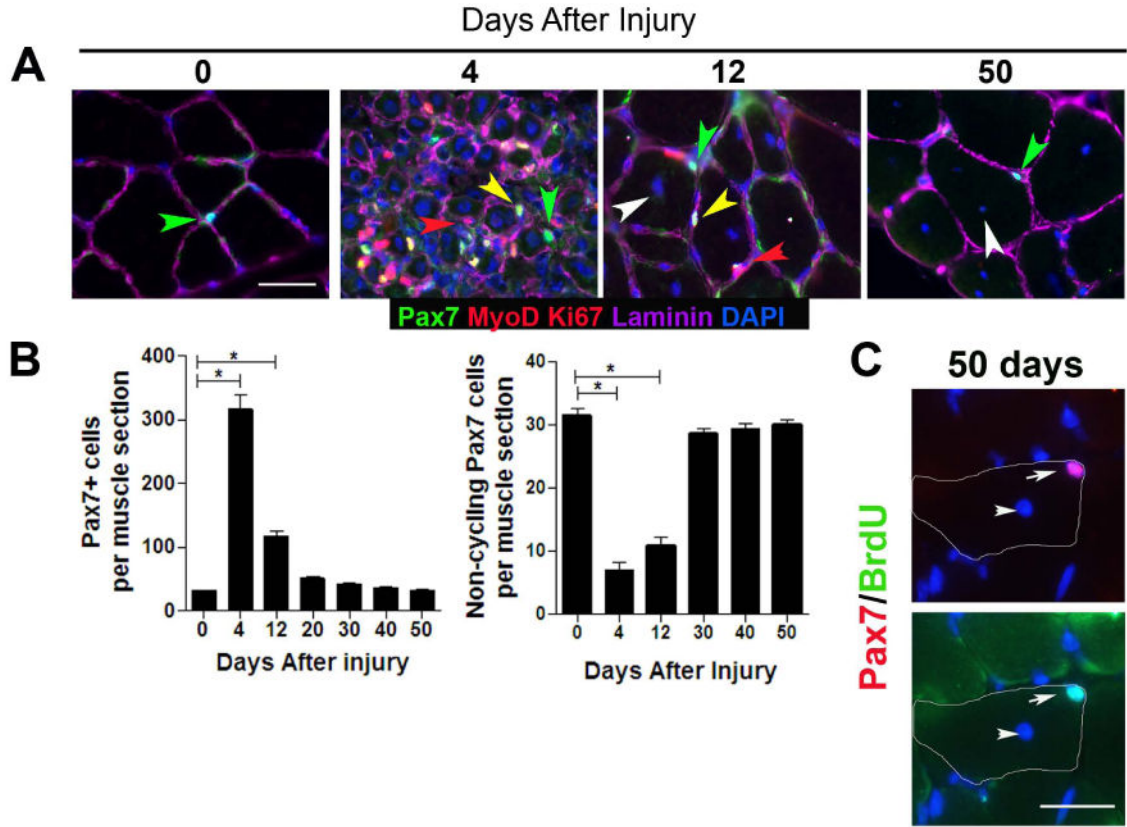 Days After Injury
A
0 4 12 50
Pax7 MyoD Ki67 Laminin DAPI
B
400
300
200
100
0
Pax7+ cells
per muscle section
*
*
0 4 12 20 30 40 50
Days After injury
40
30
20
10
0
Non-cycling Pax7 cells
per muscle section
*
*
0 4 12 30 40 50
Days After Injury
C
50 days
Pax7/BrdU